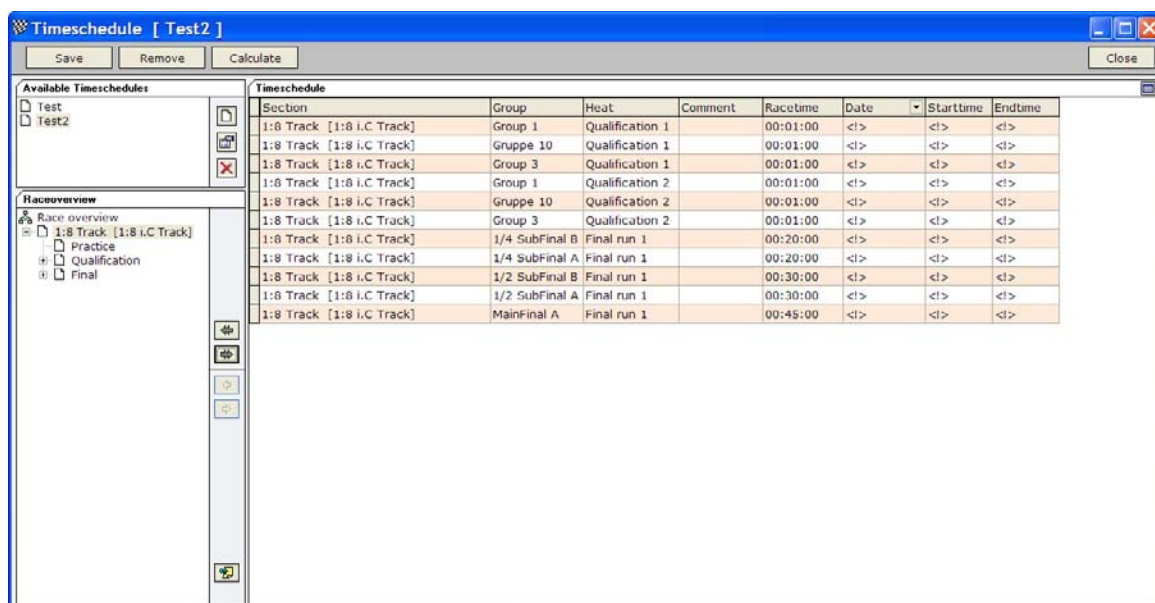 Timeschedule [ Test2 ]
Save Remove Calculate Close
Available Timeschedules
Test
Test2
Raceoverview
Race overview
1:8 Track [1:8 i.C Track]
Practice
Qualification
Final
Timeschedule
Section Group Heat Comment Racetime Date Starttime Endtime
1:8 Track [1:8 i.C Track] Group 1 Qualification 1 00:01:00 <!> <!> <!>
1:8 Track [1:8 i.C Track] Gruppe 10 Qualification 1 00:01:00 <!> <!> <!>
1:8 Track [1:8 i.C Track] Group 3 Qualification 1 00:01:00 <!> <!> <!>
1:8 Track [1:8 i.C Track] Group 1 Qualification 2 00:01:00 <!> <!> <!>
1:8 Track [1:8 i.C Track] Gruppe 10 Qualification 2 00:01:00 <!> <!> <!>
1:8 Track [1:8 i.C Track] Group 3 Qualification 2 00:01:00 <!> <!> <!>
1:8 Track [1:8 i.C Track] 1/4 SubFinal B Final run 1 00:20:00 <!> <!> <!>
1:8 Track [1:8 i.C Track] 1/4 SubFinal A Final run 1 00:20:00 <!> <!> <!>
1:8 Track [1:8 i.C Track] 1/2 SubFinal B Final run 1 00:30:00 <!> <!> <!>
1:8 Track [1:8 i.C Track] 1/2 SubFinal A Final run 1 00:30:00 <!> <!> <!>
1:8 Track [1:8 i.C Track] MainFinal A Final run 1 00:45:00 <!> <!> <!>